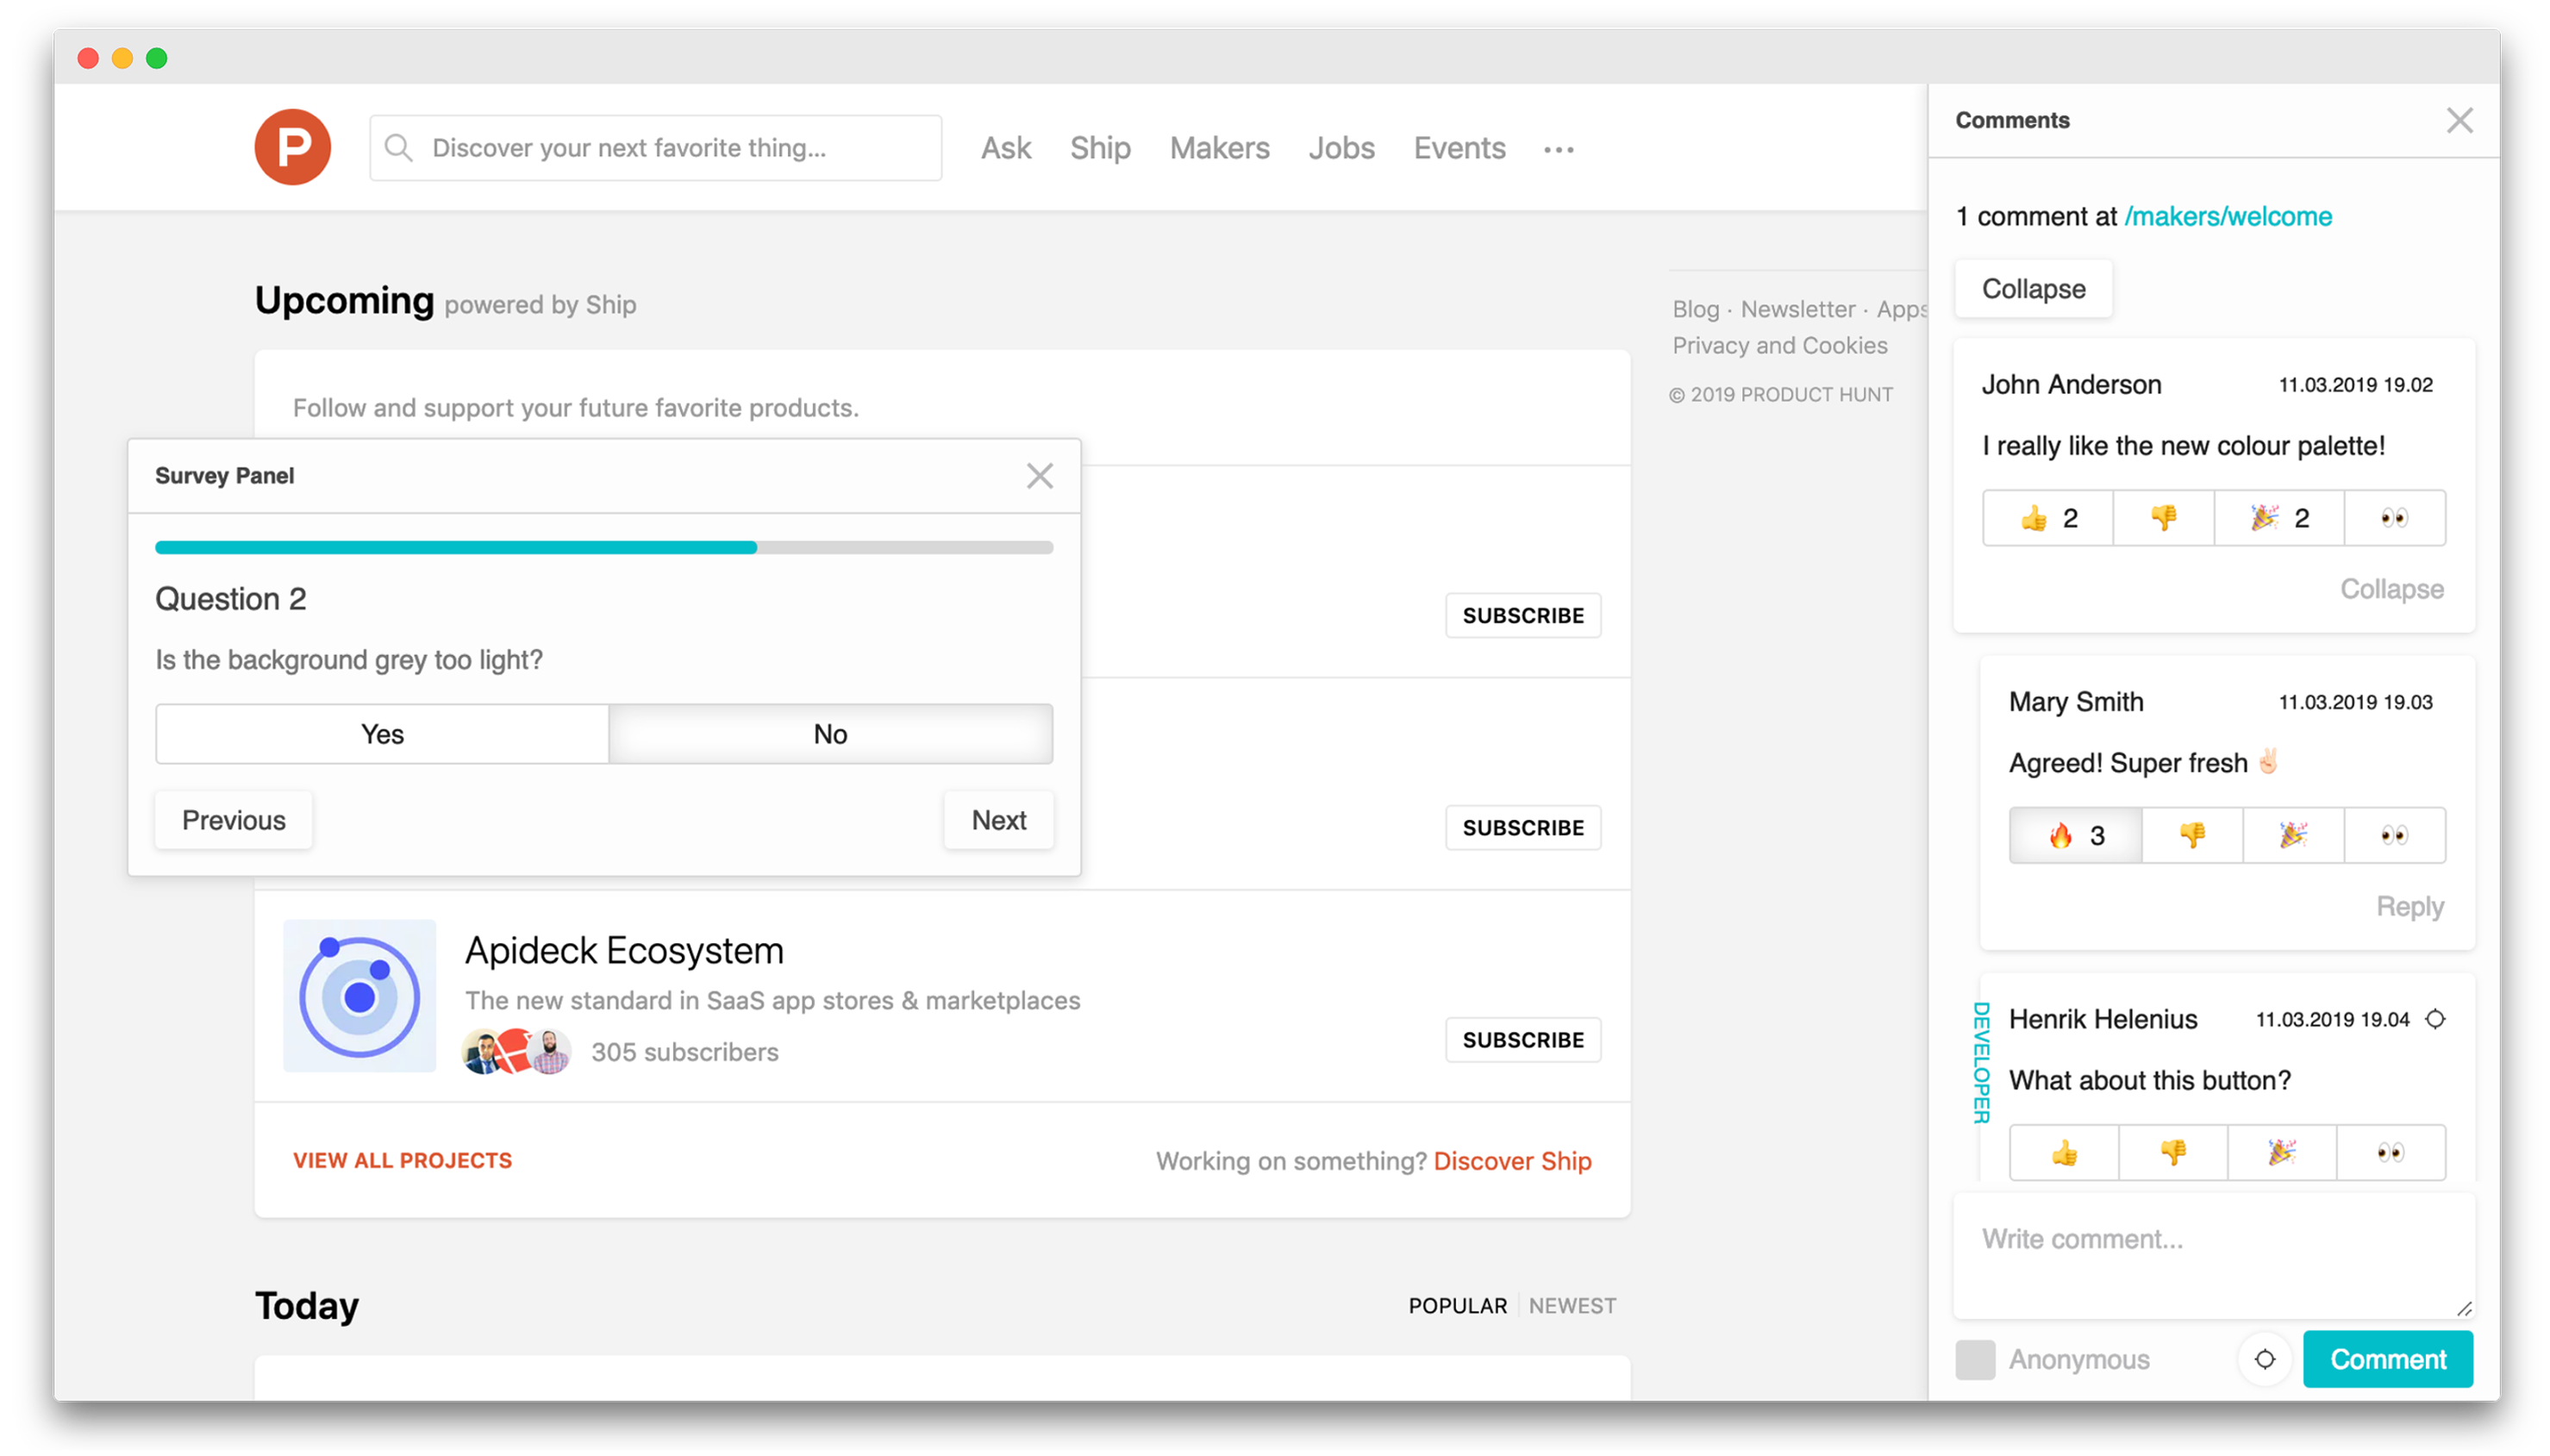 P
Discover your next favorite thing...
Ask
Ship
Makers
Jobs
Events
Upcoming powered by Ship
Follow and support your future favorite products.
Survey Panel
Question 2
Is the background grey too light?
Yes
No
Previous
Next
SUBSCRIBE
SUBSCRIBE
Apideck Ecosystem
The new standard in SaaS app stores & marketplaces
305 subscribers
SUBSCRIBE
VIEW ALL PROJECTS
Working on something? Discover Ship
Today
POPULAR
NEWEST
Blog · Newsletter · Apps
Privacy and Cookies
© 2019 PRODUCT HUNT
Comments
1 comment at /makers/welcome
Collapse
John Anderson
11.03.2019 19.02
I really like the new colour palette!
👍 2 👎 🎉 2 👀
Collapse
Mary Smith
11.03.2019 19.03
Agreed! Super fresh ✌🏻
🔥 3 👎 🎉 👀
Reply
DEVELOPER
Henrik Helenius
11.03.2019 19.04
What about this button?
👍 👎 🎉 👀
Write comment...
Anonymous
Comment